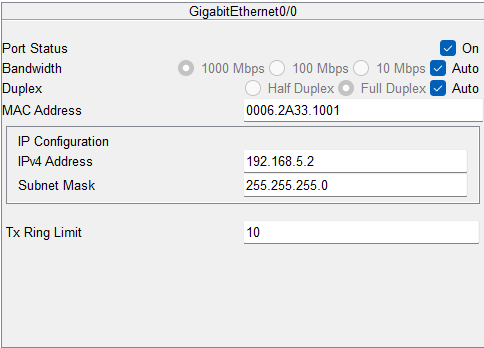 GigabitEthernet0/0
Port Status On
Bandwidth 1000 Mbps 100 Mbps 10 Mbps Auto
Duplex Half Duplex Full Duplex Auto
MAC Address 0006.2A33.1001
IP Configuration
IPv4 Address 192.168.5.2
Subnet Mask 255.255.255.0
Tx Ring Limit 10